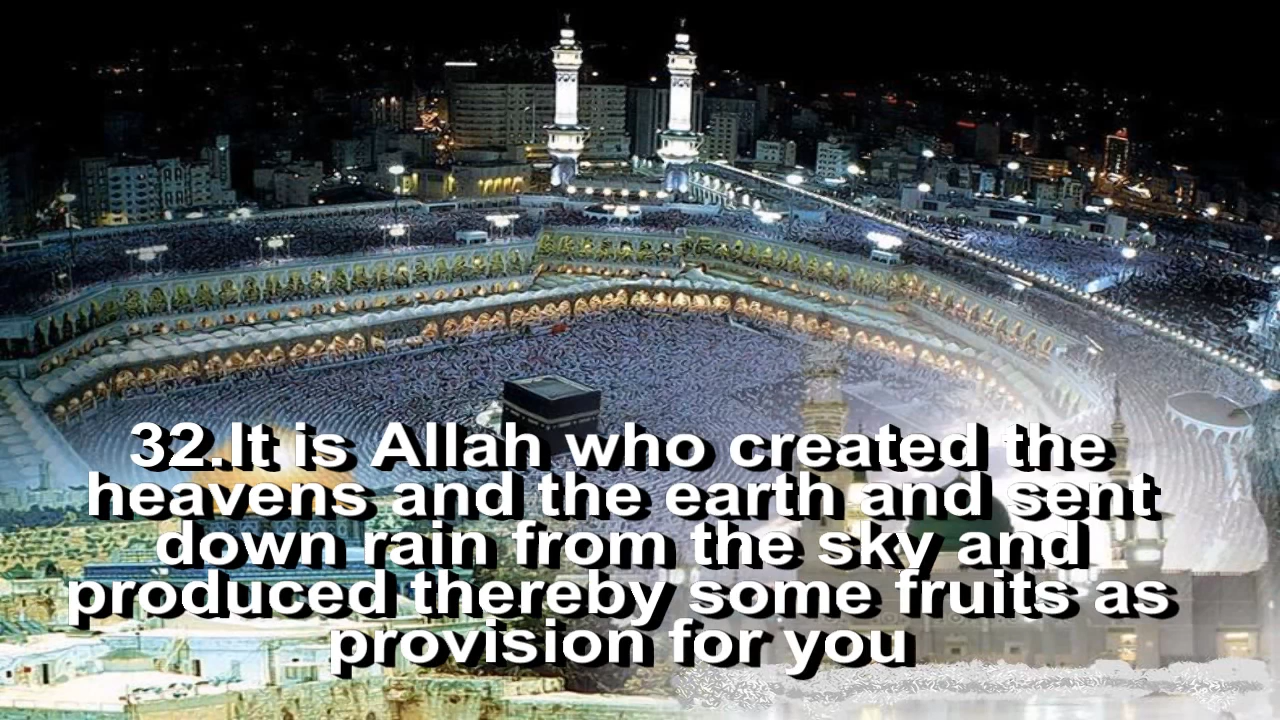 32.It is Allah who created the
heavens and the earth and sent
down rain from the sky and
produced thereby some fruits as
provision for you